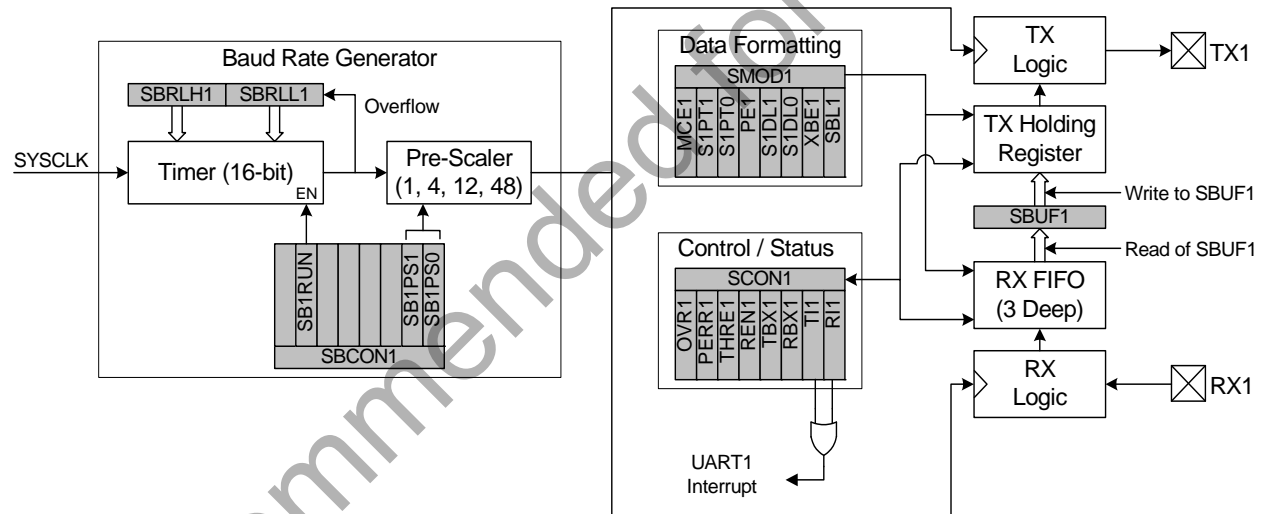 Baud Rate Generator
SBRLH1 SBRLL1
Overflow
SYSCLK
Timer (16-bit)
EN
Pre-Scaler
(1, 4, 12, 48)
SB1RUN
SB1PS1
SB1PS0
SBCON1
Data Formatting
SMOD1
MCE1
S1PT1
S1PT0
PE1
S1DL1
S1DL0
XBE1
SBL1
Control / Status
SCON1
OVR1
PERR1
THRE1
REN1
TBX1
RBX1
TI1
RI1
UART1
Interrupt
TX
Logic
TX1
TX Holding
Register
Write to SBUF1
SBUF1
Read of SBUF1
RX FIFO
(3 Deep)
RX
Logic
RX1
mmended for